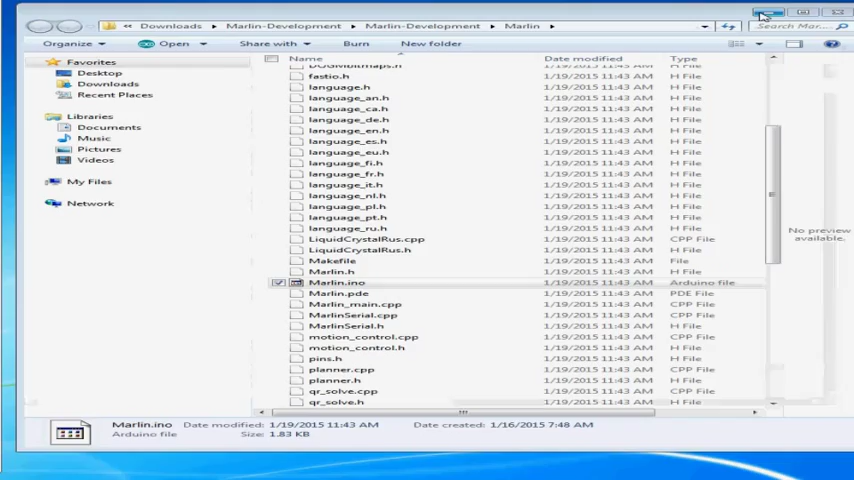 « Downloads ▸ Marlin-Development ▸ Marlin-Development ▸ Marlin ▸ Search Mar...
Organize Open Share with Burn New folder
Name Date modified Type
Favorites
Desktop
Downloads
Recent Places
Libraries
Documents
Music
Pictures
Videos
My Files
Network
DOGMbitmaps.h 1/19/2015 11:43 AM H File
fastio.h 1/19/2015 11:43 AM H File
language.h 1/19/2015 11:43 AM H File
language_an.h 1/19/2015 11:43 AM H File
language_ca.h 1/19/2015 11:43 AM H File
language_de.h 1/19/2015 11:43 AM H File
language_en.h 1/19/2015 11:43 AM H File
language_es.h 1/19/2015 11:43 AM H File
language_eu.h 1/19/2015 11:43 AM H File
language_fi.h 1/19/2015 11:43 AM H File
language_fr.h 1/19/2015 11:43 AM H File
language_it.h 1/19/2015 11:43 AM H File
language_nl.h 1/19/2015 11:43 AM H File
language_pl.h 1/19/2015 11:43 AM H File
language_pt.h 1/19/2015 11:43 AM H File
language_ru.h 1/19/2015 11:43 AM H File
LiquidCrystalRus.cpp 1/19/2015 11:43 AM CPP File
LiquidCrystalRus.h 1/19/2015 11:43 AM H File
Makefile 1/19/2015 11:43 AM File
Marlin.h 1/19/2015 11:43 AM H File
Marlin.ino 1/19/2015 11:43 AM Arduino file
Marlin.pde 1/19/2015 11:43 AM PDE File
Marlin_main.cpp 1/19/2015 11:43 AM CPP File
MarlinSerial.cpp 1/19/2015 11:43 AM CPP File
MarlinSerial.h 1/19/2015 11:43 AM H File
motion_control.cpp 1/19/2015 11:43 AM CPP File
motion_control.h 1/19/2015 11:43 AM H File
pins.h 1/19/2015 11:43 AM H File
planner.cpp 1/19/2015 11:43 AM CPP File
planner.h 1/19/2015 11:43 AM H File
qr_solve.cpp 1/19/2015 11:43 AM CPP File
qr_solve.h 1/19/2015 11:43 AM H File
No preview
available.
Marlin.ino Date modified: 1/19/2015 11:43 AM Date created: 1/16/2015 7:48 AM
Arduino file Size: 1.83 KB